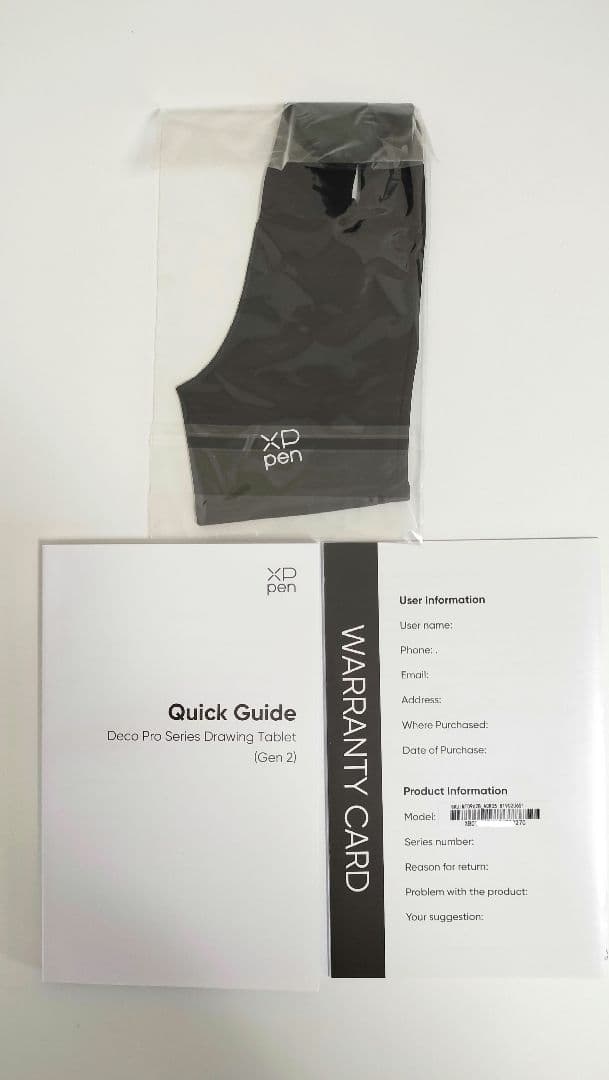 XP
pen
XP
pen
Quick Guide
Deco Pro Series Drawing Tablet
(Gen 2)
WARRANTY CARD
User Information
User name:
Phone: .
Email:
Address:
Where Purchased:
Date of Purchase:
Product Information
Model:
Series number:
Reason for return:
Problem with the product:
Your suggestion: